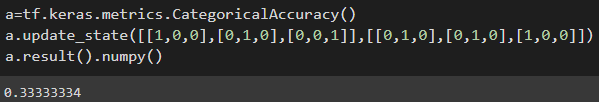 a=tf.keras.metrics.CategoricalAccuracy()
a.update_state([[1,0,0],[0,1,0],[0,0,1]],[[0,1,0],[0,1,0],[1,0,0]])
a.result().numpy()
0.33333334